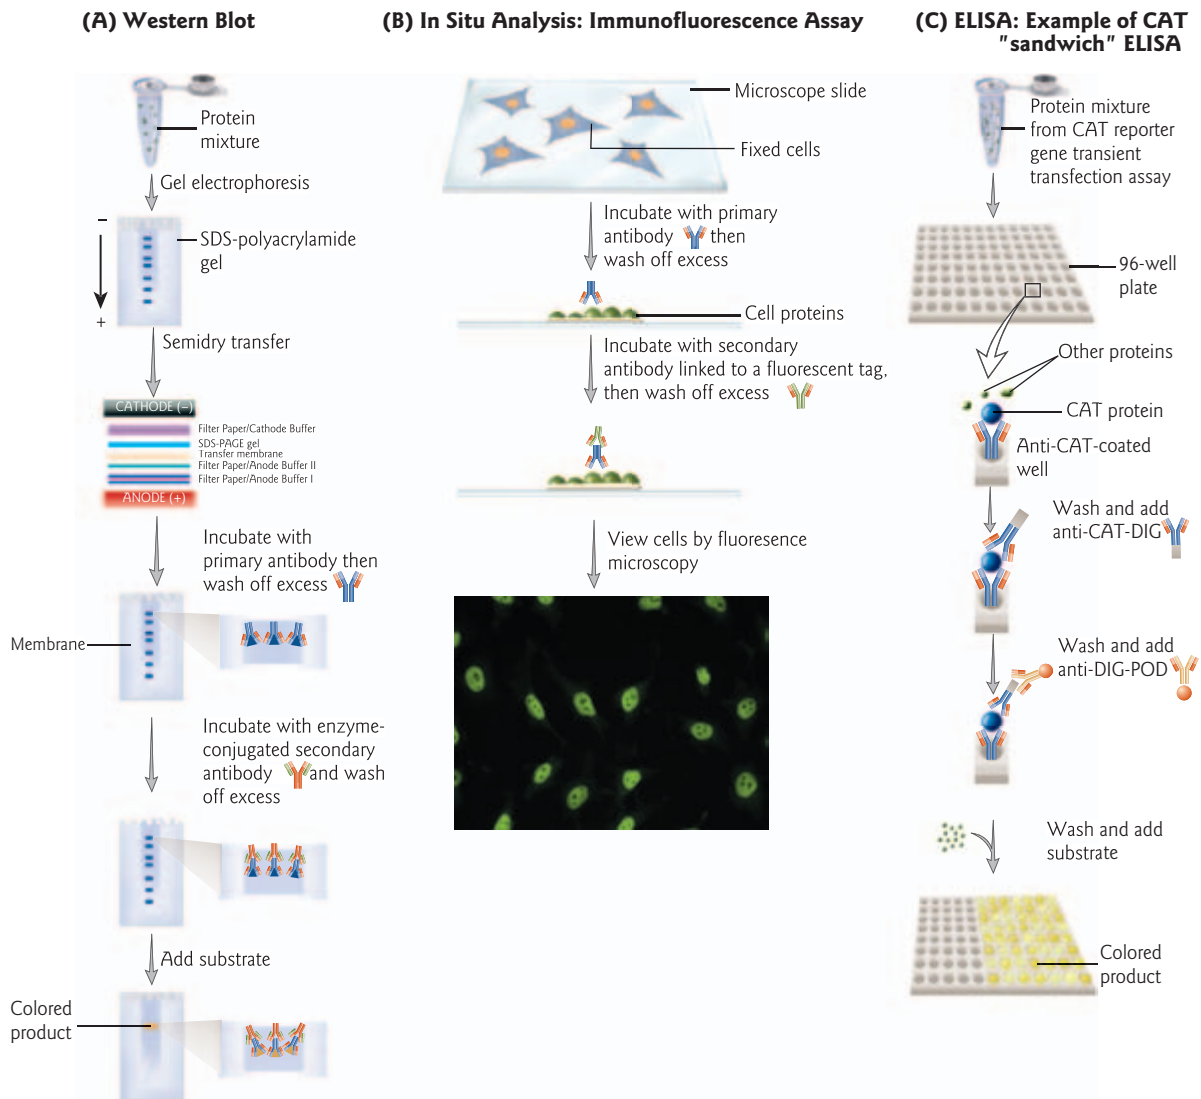 (A) Western Blot
Protein
mixture
Gel electrophoresis
–
SDS-polyacrylamide
gel
+
Semidry transfer
CATHODE (–)
Filter Paper/Cathode Buffer
SDS-PAGE gel
Transfer membrane
Filter Paper/Anode Buffer II
Filter Paper/Anode Buffer I
ANODE (+)
Incubate with
primary antibody then
wash off excess
Membrane
Incubate with enzyme-
conjugated secondary
antibody and wash
off excess
Add substrate
Colored
product
(B) In Situ Analysis: Immunofluorescence Assay
Microscope slide
Fixed cells
Incubate with primary
antibody then
wash off excess
Cell proteins
Incubate with secondary
antibody linked to a fluorescent tag,
then wash off excess
View cells by fluoresence
microscopy
(C) ELISA: Example of CAT
"sandwich" ELISA
Protein mixture
from CAT reporter
gene transient
transfection assay
96-well
plate
Other proteins
CAT protein
Anti-CAT-coated
well
Wash and add
anti-CAT-DIG
Wash and add
anti-DIG-POD
Wash and add
substrate
Colored
product